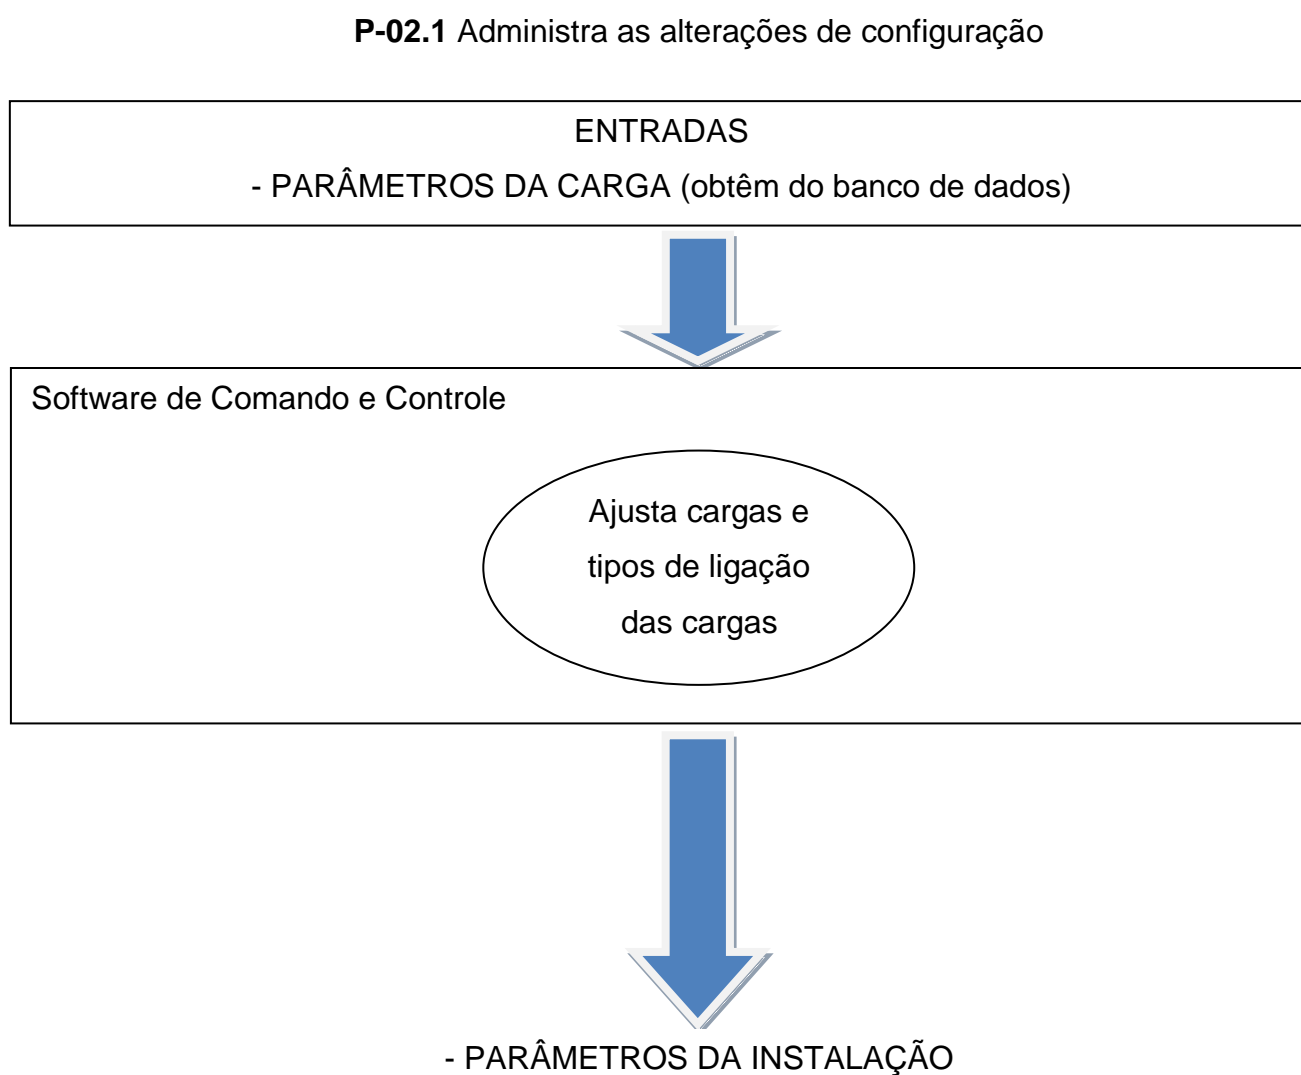 P-02.1 Administra as alterações de configuração
ENTRADAS
- PARÂMETROS DA CARGA (obtêm do banco de dados)
Software de Comando e Controle
Ajusta cargas e
tipos de ligação
das cargas
- PARÂMETROS DA INSTALAÇÃO